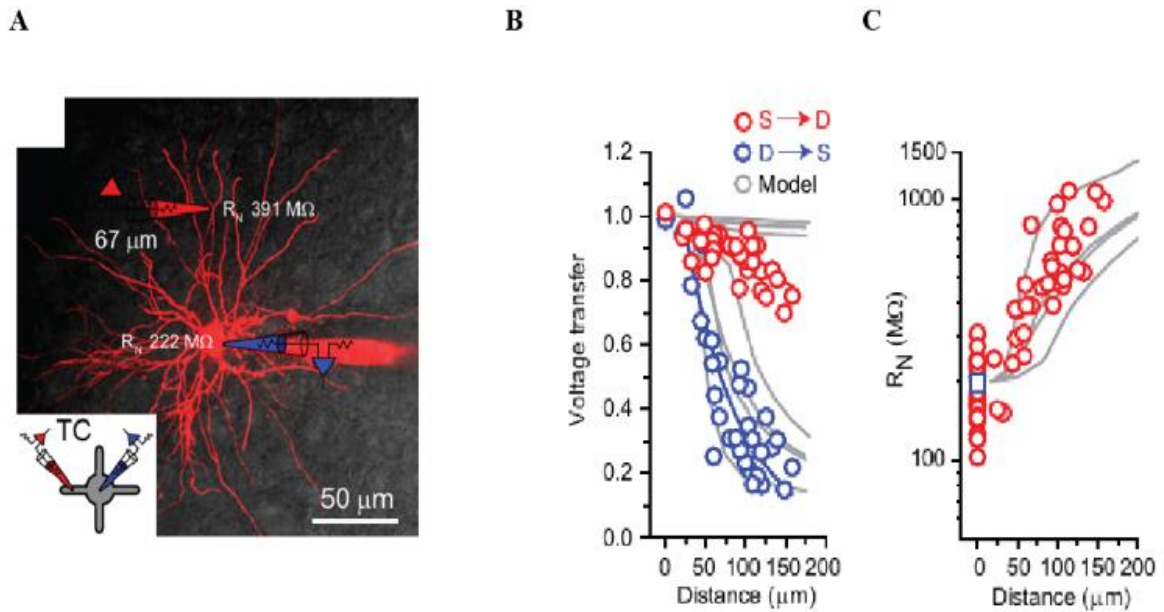 A
B
C
R_N 391 MΩ
67 μm
R_N 222 MΩ
TC
50 μm
S → D
D → S
Model
1.2
1.0
0.8
0.6
0.4
0.2
0.0
Voltage transfer
0 50 100 150 200
Distance (μm)
1500
1000
100
R_N (MΩ)
0 50 100 150 200
Distance (μm)